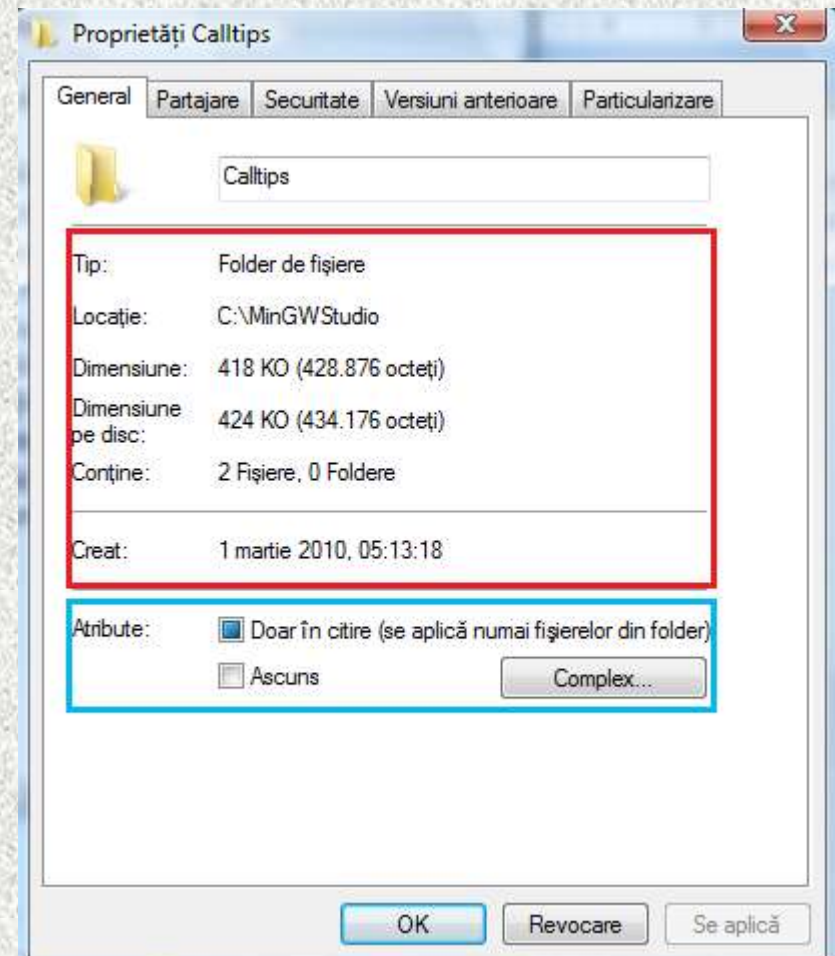 Proprietăți Calltips
General Partajare Securitate Versiuni anterioare Particularizare
Calltips
Tip: Folder de fișiere
Locație: C:\MinGWStudio
Dimensiune: 418 KO (428.876 octeți)
Dimensiune pe disc: 424 KO (434.176 octeți)
Conține: 2 Fișiere, 0 Foldere
Creat: 1 martie 2010, 05:13:18
Atribute: Doar în citire (se aplică numai fișierelor din folder)
Ascuns Complex...
OK Revocare Se aplică